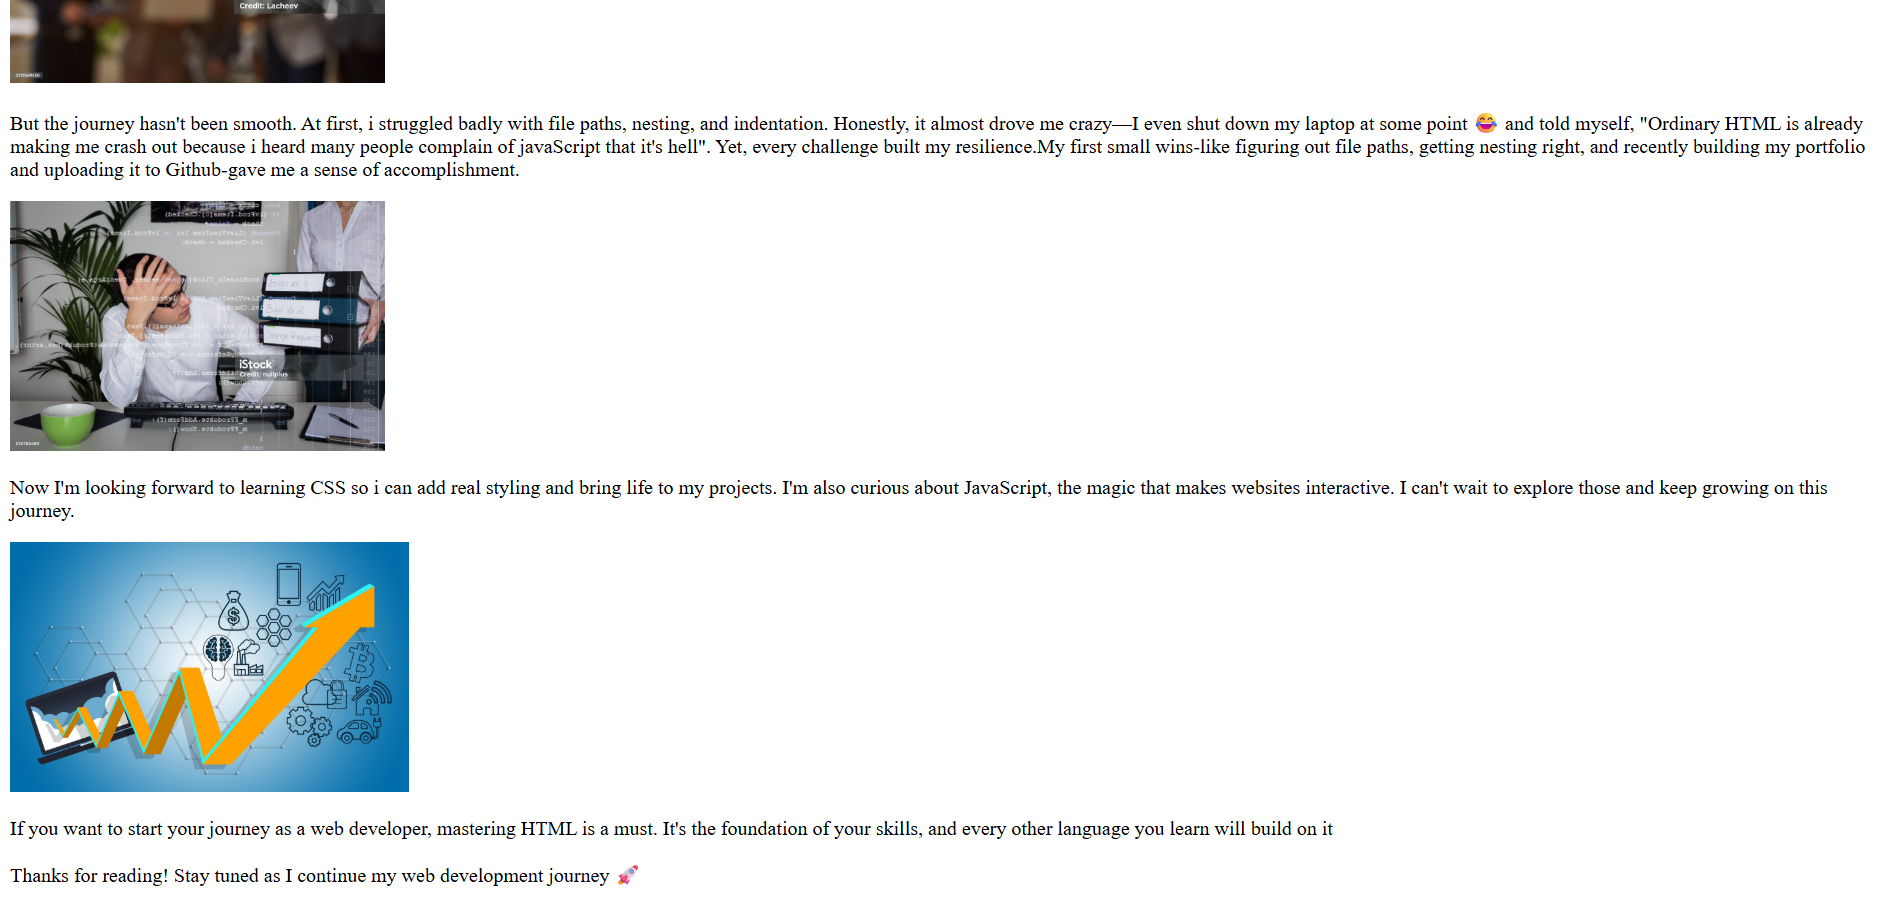 Credit: Lacheev
But the journey hasn't been smooth. At first, i struggled badly with file paths, nesting, and indentation. Honestly, it almost drove me crazy—I even shut down my laptop at some point 😂 and told myself, "Ordinary HTML is already
making me crash out because i heard many people complain of javaScript that it's hell". Yet, every challenge built my resilience.My first small wins-like figuring out file paths, getting nesting right, and recently building my portfolio
and uploading it to Github-gave me a sense of accomplishment.
iStock
Credit: nullplus
Now I'm looking forward to learning CSS so i can add real styling and bring life to my projects. I'm also curious about JavaScript, the magic that makes websites interactive. I can't wait to explore those and keep growing on this
journey.
If you want to start your journey as a web developer, mastering HTML is a must. It's the foundation of your skills, and every other language you learn will build on it
Thanks for reading! Stay tuned as I continue my web development journey 🚀